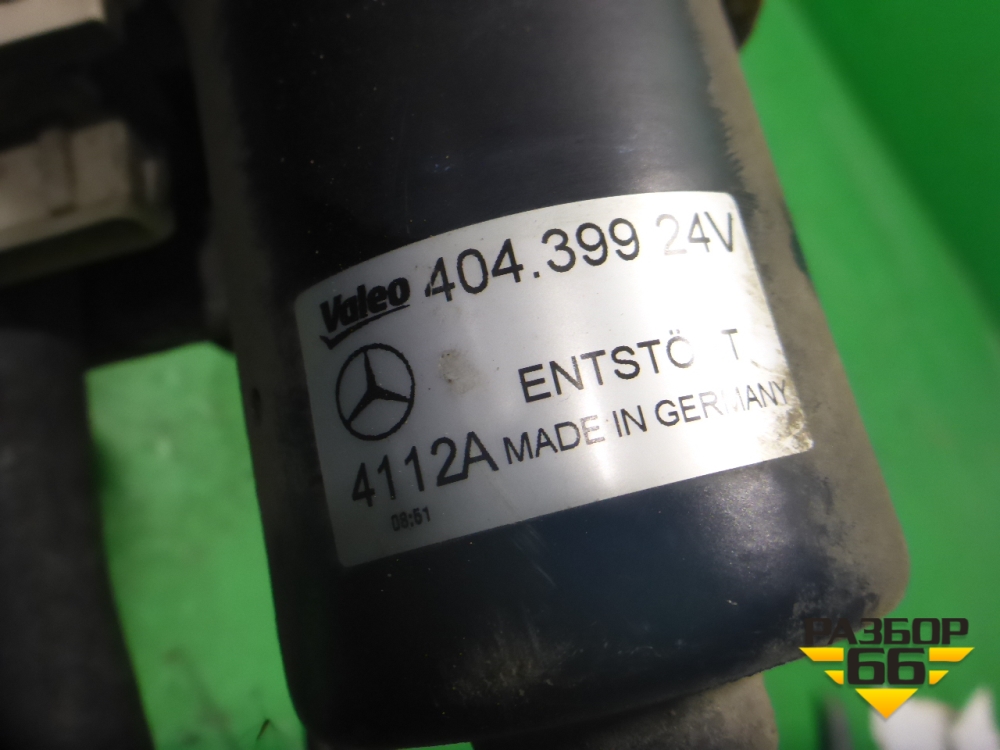 Valeo 404.399 24V
ENTSTÖ T
4112A MADE IN GERMANY
08:51
РАЗБОР
66